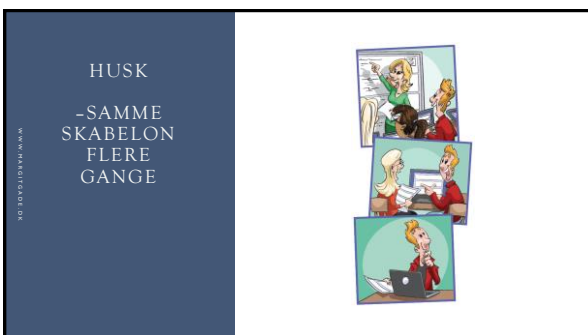 HUSK
–SAMME
SKABELON
FLERE
GANGE
WWW.MARGITGADE.DK